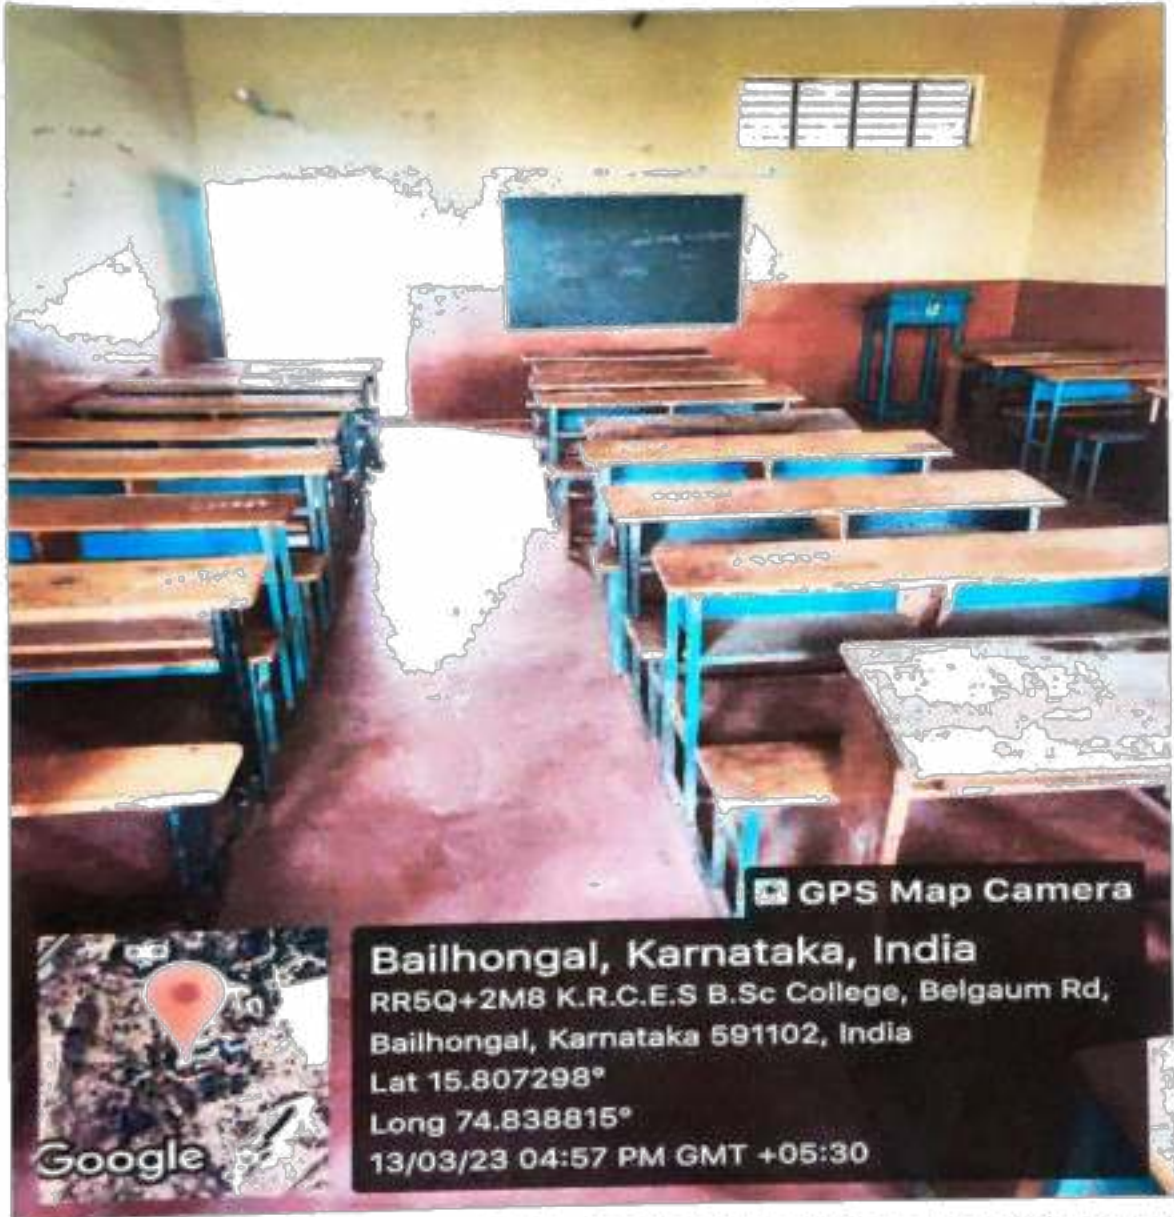 GPS Map Camera
Bailhongal, Karnataka, India
RR5Q+2M8 K.R.C.E.S B.Sc College, Belgaum Rd,
Bailhongal, Karnataka 591102, India
Lat 15.807298°
Long 74.838815°
13/03/23 04:57 PM GMT +05:30
Google